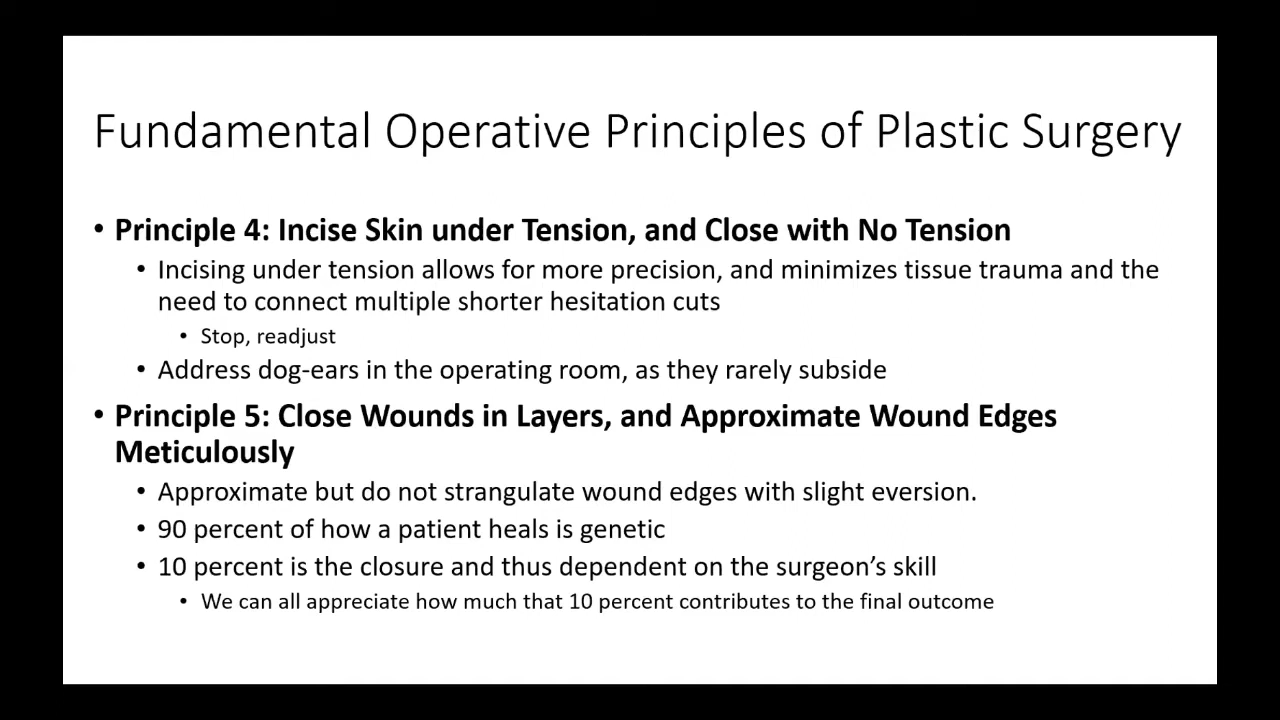 Fundamental Operative Principles of Plastic Surgery
• Principle 4: Incise Skin under Tension, and Close with No Tension
• Incising under tension allows for more precision, and minimizes tissue trauma and the
need to connect multiple shorter hesitation cuts
• Stop, readjust
• Address dog-ears in the operating room, as they rarely subside
• Principle 5: Close Wounds in Layers, and Approximate Wound Edges
Meticulously
• Approximate but do not strangulate wound edges with slight eversion.
• 90 percent of how a patient heals is genetic
• 10 percent is the closure and thus dependent on the surgeon’s skill
• We can all appreciate how much that 10 percent contributes to the final outcome